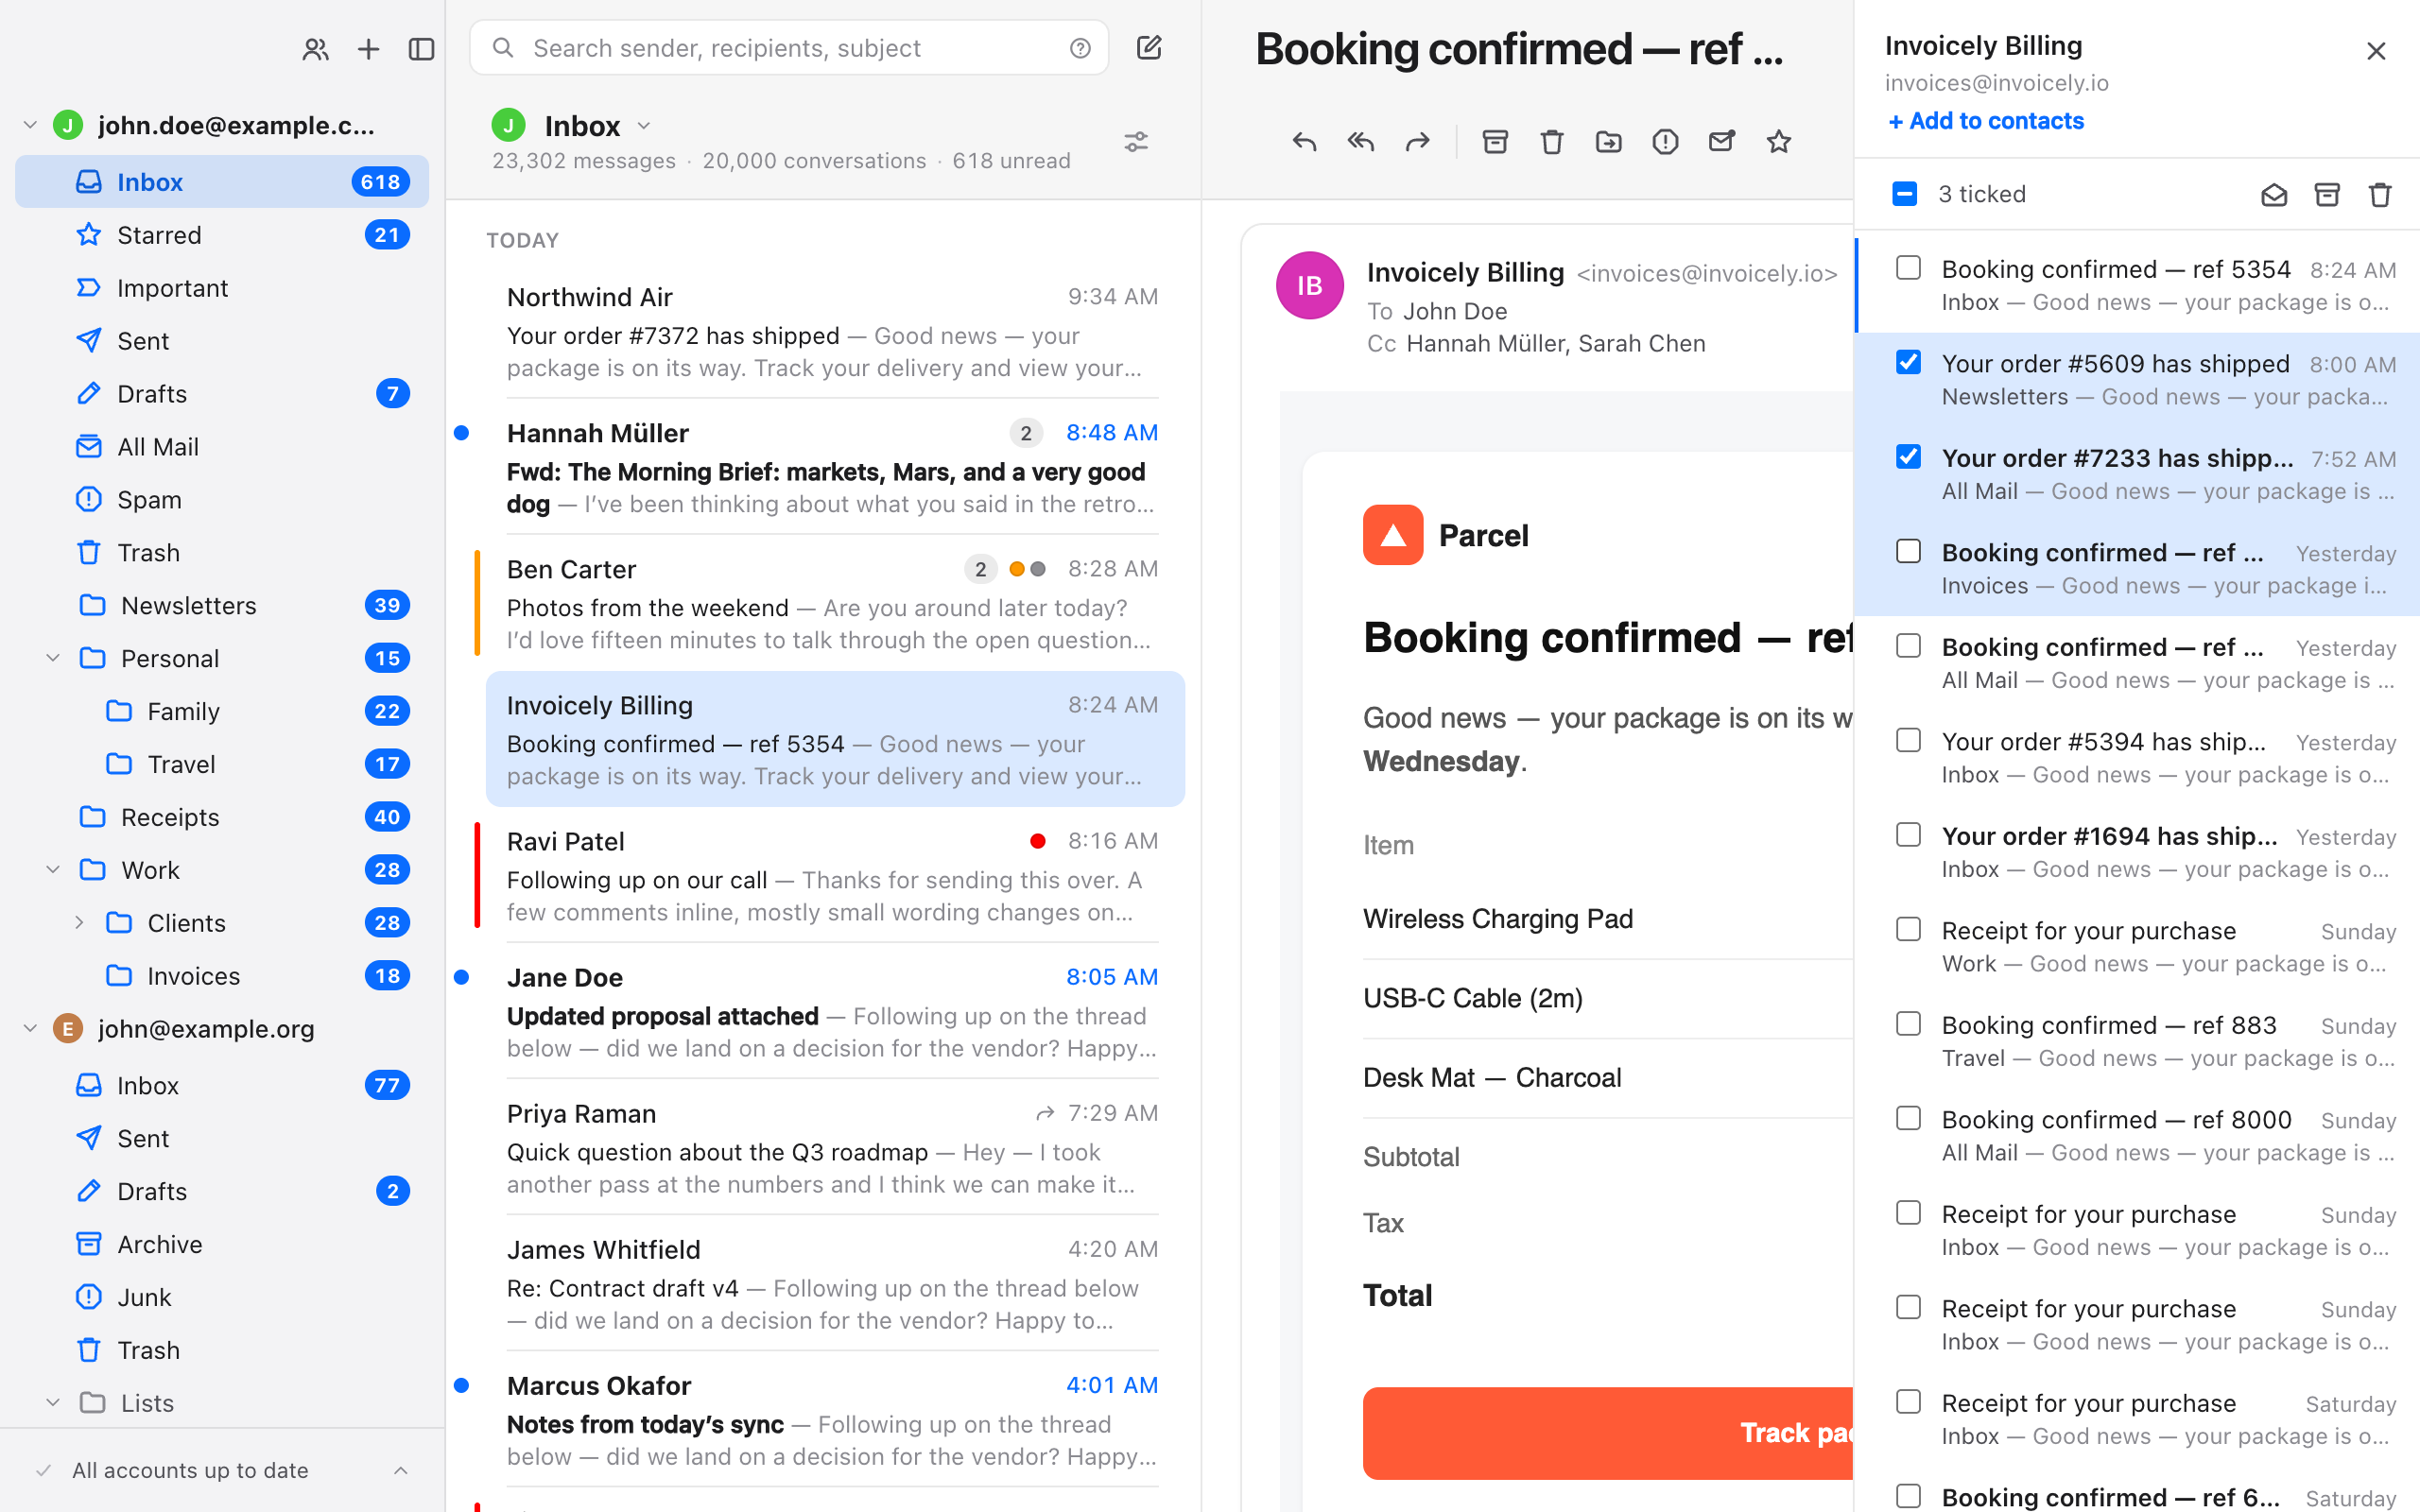 john.doe@example.c...
Inbox 618
Starred 21
Important
Sent
Drafts 7
All Mail
Spam
Trash
Newsletters 39
Personal 15
Family 22
Travel 17
Receipts 40
Work 28
Clients 28
Invoices 18
E john@example.org
Inbox 77
Sent
Drafts 2
Archive
Junk
Trash
Lists
All accounts up to date
Search sender, recipients, subject
J Inbox
23,302 messages · 20,000 conversations · 618 unread
TODAY
Northwind Air 9:34 AM
Your order #7372 has shipped — Good news — your
package is on its way. Track your delivery and view your...
Hannah Müller 2 8:48 AM
Fwd: The Morning Brief: markets, Mars, and a very good
dog — I’ve been thinking about what you said in the retro...
Ben Carter 2 8:28 AM
Photos from the weekend — Are you around later today?
I’d love fifteen minutes to talk through the open question...
Invoicely Billing 8:24 AM
Booking confirmed — ref 5354 — Good news — your
package is on its way. Track your delivery and view your...
Ravi Patel 8:16 AM
Following up on our call — Thanks for sending this over. A
few comments inline, mostly small wording changes on...
Jane Doe 8:05 AM
Updated proposal attached — Following up on the thread
below — did we land on a decision for the vendor? Happy...
Priya Raman 7:29 AM
Quick question about the Q3 roadmap — Hey — I took
another pass at the numbers and I think we can make it...
James Whitfield 4:20 AM
Re: Contract draft v4 — Following up on the thread below
— did we land on a decision for the vendor? Happy to...
Marcus Okafor 4:01 AM
Notes from today’s sync — Following up on the thread
below — did we land on a decision for the vendor? Happy...
Booking confirmed — ref ...
IB Invoicely Billing <invoices@invoicely.io>
To John Doe
Cc Hannah Müller, Sarah Chen
Parcel
Booking confirmed — ref
Good news — your package is on its w
Wednesday.
Item
Wireless Charging Pad
USB-C Cable (2m)
Desk Mat — Charcoal
Subtotal
Tax
Total
Track pac
Invoicely Billing
invoices@invoicely.io
+ Add to contacts
3 ticked
Booking confirmed — ref 5354 8:24 AM
Inbox — Good news — your package is o...
Your order #5609 has shipped 8:00 AM
Newsletters — Good news — your packa...
Your order #7233 has shipp... 7:52 AM
All Mail — Good news — your package is ...
Booking confirmed — ref ... Yesterday
Invoices — Good news — your package i...
Booking confirmed — ref ... Yesterday
All Mail — Good news — your package is ...
Your order #5394 has ship... Yesterday
Inbox — Good news — your package is o...
Your order #1694 has ship... Yesterday
Inbox — Good news — your package is o...
Receipt for your purchase Sunday
Work — Good news — your package is o...
Booking confirmed — ref 883 Sunday
Travel — Good news — your package is o...
Booking confirmed — ref 8000 Sunday
All Mail — Good news — your package is ...
Receipt for your purchase Sunday
Inbox — Good news — your package is o...
Receipt for your purchase Sunday
Inbox — Good news — your package is o...
Receipt for your purchase Saturday
Inbox — Good news — your package is o...
Booking confirmed — ref 6... Saturday